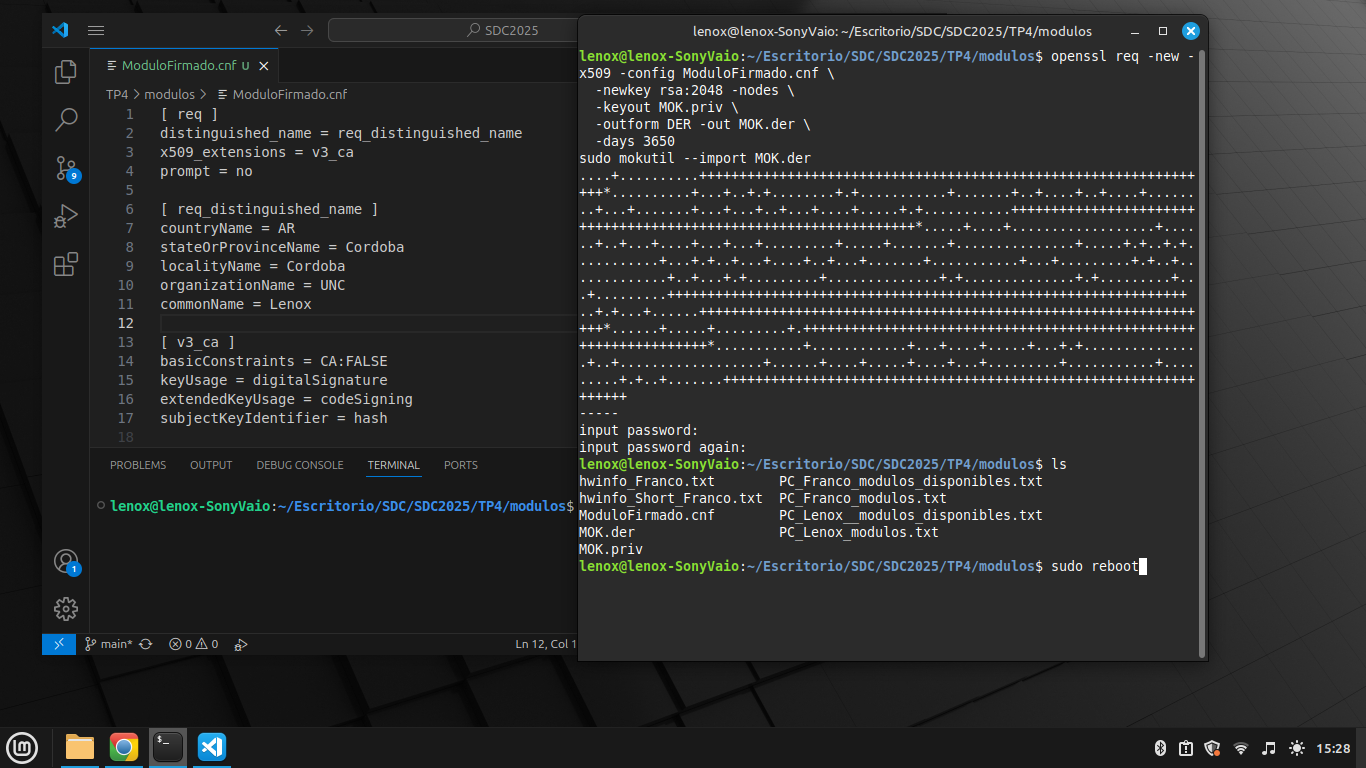 SDC2025
ModuloFirmado.cnf U
TP4 > modulos > ModuloFirmado.cnf
1 [ req ]
2 distinguished_name = req_distinguished_name
3 x509_extensions = v3_ca
4 prompt = no
5
6 [ req_distinguished_name ]
7 countryName = AR
8 stateOrProvinceName = Cordoba
9 localityName = Cordoba
10 organizationName = UNC
11 commonName = Lenox
12
13 [ v3_ca ]
14 basicConstraints = CA:FALSE
15 keyUsage = digitalSignature
16 extendedKeyUsage = codeSigning
17 subjectKeyIdentifier = hash
18
9
1
PROBLEMS OUTPUT DEBUG CONSOLE TERMINAL PORTS
lenox@lenox-SonyVaio:~/Escritorio/SDC/SDC2025/TP4/modulos$
main* 0 0 Ln 12, Col 1
lenox@lenox-SonyVaio: ~/Escritorio/SDC/SDC2025/TP4/modulos
lenox@lenox-SonyVaio:~/Escritorio/SDC/SDC2025/TP4/modulos$ openssl req -new -
x509 -config ModuloFirmado.cnf \
-newkey rsa:2048 -nodes \
-keyout MOK.priv \
-outform DER -out MOK.der \
-days 3650
sudo mokutil --import MOK.der
-----
input password:
input password again:
lenox@lenox-SonyVaio:~/Escritorio/SDC/SDC2025/TP4/modulos$ ls
hwinfo_Franco.txt PC_Franco_modulos_disponibles.txt
hwinfo_Short_Franco.txt PC_Franco_modulos.txt
ModuloFirmado.cnf PC_Lenox__modulos_disponibles.txt
MOK.der PC_Lenox_modulos.txt
MOK.priv
lenox@lenox-SonyVaio:~/Escritorio/SDC/SDC2025/TP4/modulos$ sudo reboot
15:28